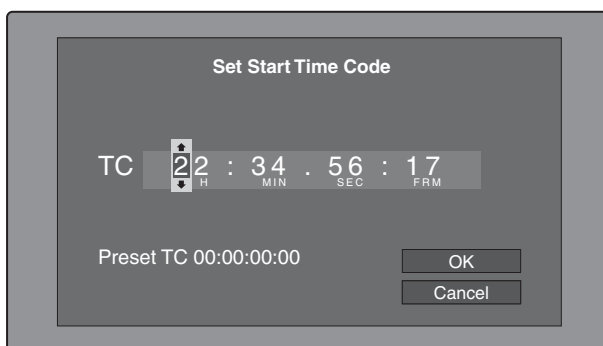 Set Start Time Code
TC 22 : 34 . 56 : 17
H MIN SEC FRM
Preset TC 00:00:00:00
OK
Cancel